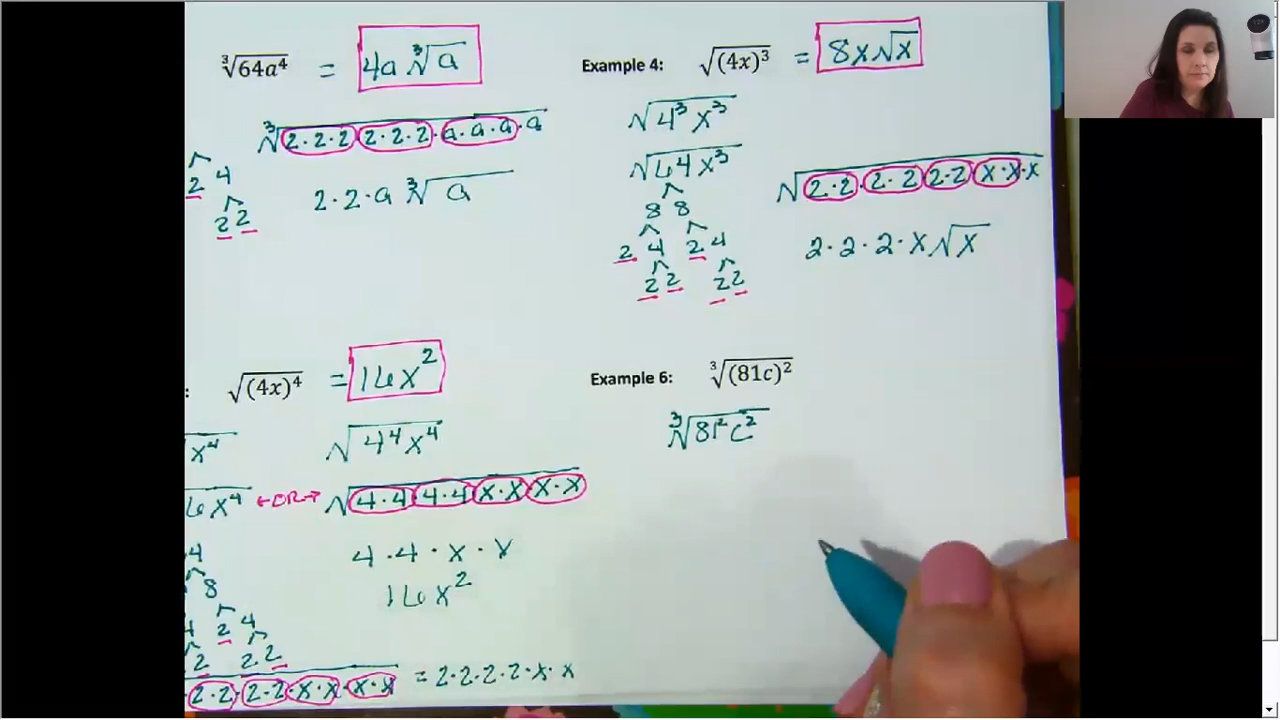 ∛64a⁴ = 4a∛a
∛2·2·2·2·2·2·a·a·a·a
2 4
2 2
2·2·a ∛a
Example 4: √(4x)³ = 8x√x
√4³x³
√64x³
8 8
2 4 2 4
2 2 2 2
√2·2·2·2·2·2·x·x·x
2·2·2·x√x
: √(4x)⁴ = 16x²
x⁴ √4⁴x⁴
6x⁴ ←OR→ √4·4·4·4·x·x·x·x
4·4·x·x
16x²
4
8
4 2 4
2 2 2
2·2·2·2·x·x·x·x = 2·2·2·2·x·x
Example 6: ∛(81c)²
∛81²c²